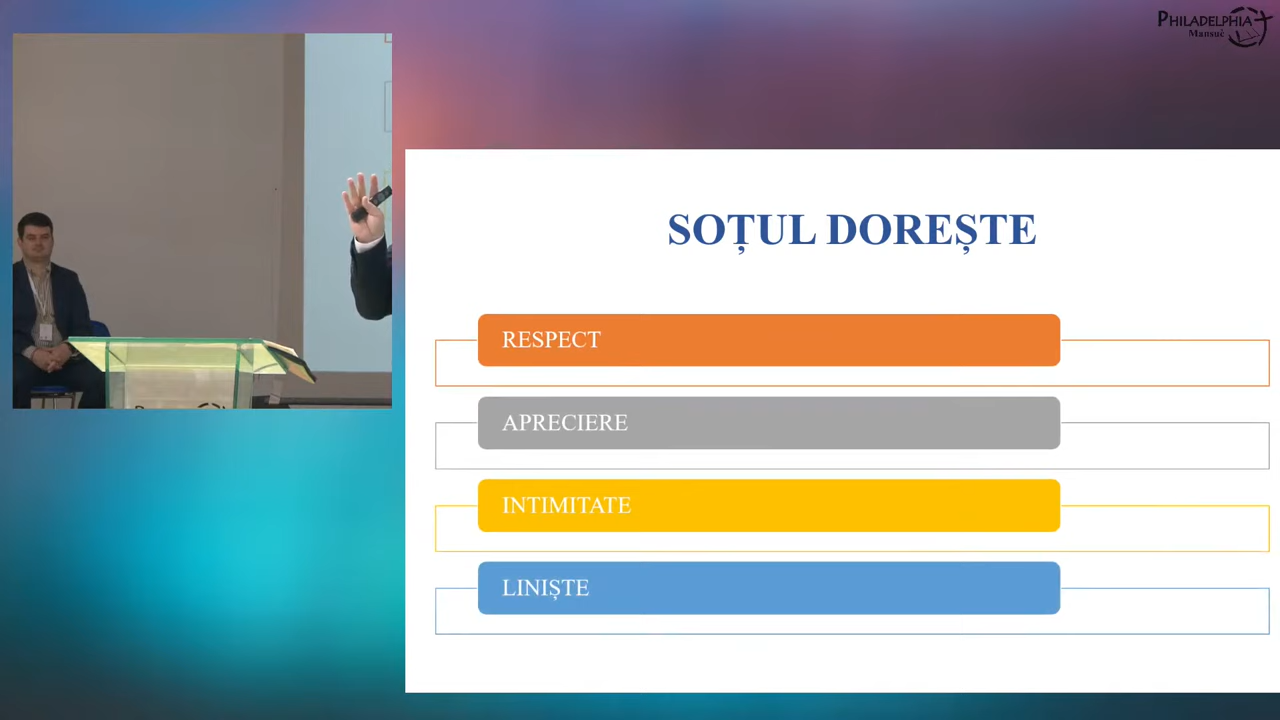 PHILADELPHIA
Mansuè
SOȚUL DOREȘTE
RESPECT
APRECIERE
INTIMITATE
LINIȘTE